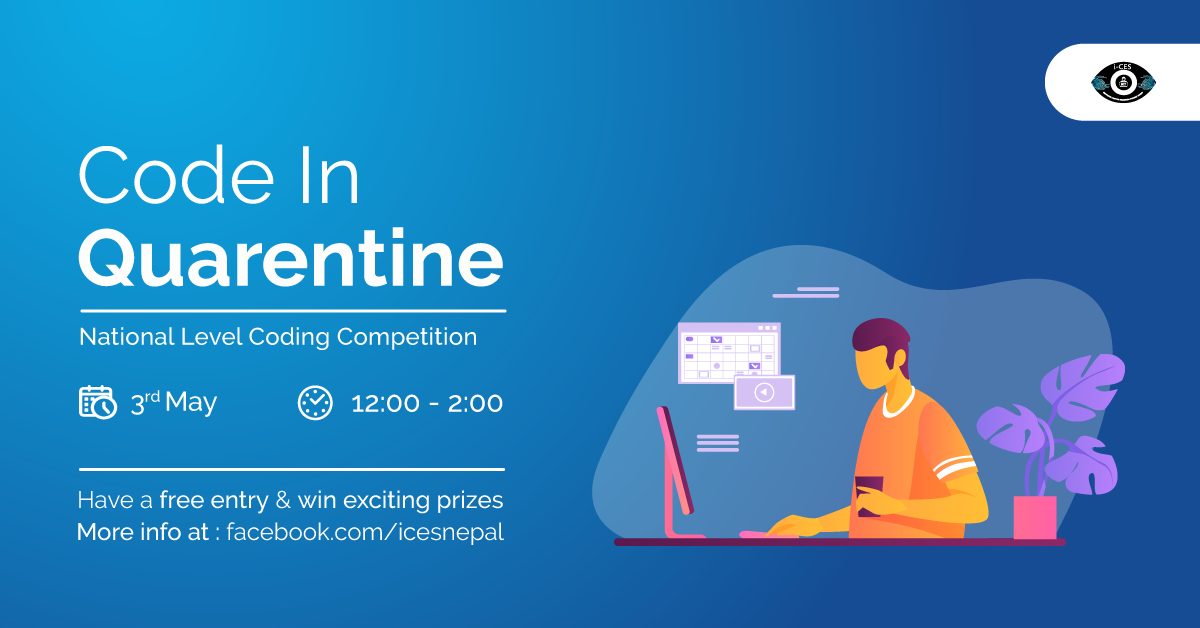 i-CES
Code In
Quarentine
National Level Coding Competition
3rd May
12:00 - 2:00
Have a free entry & win exciting prizes
More info at : facebook.com/icesnepal